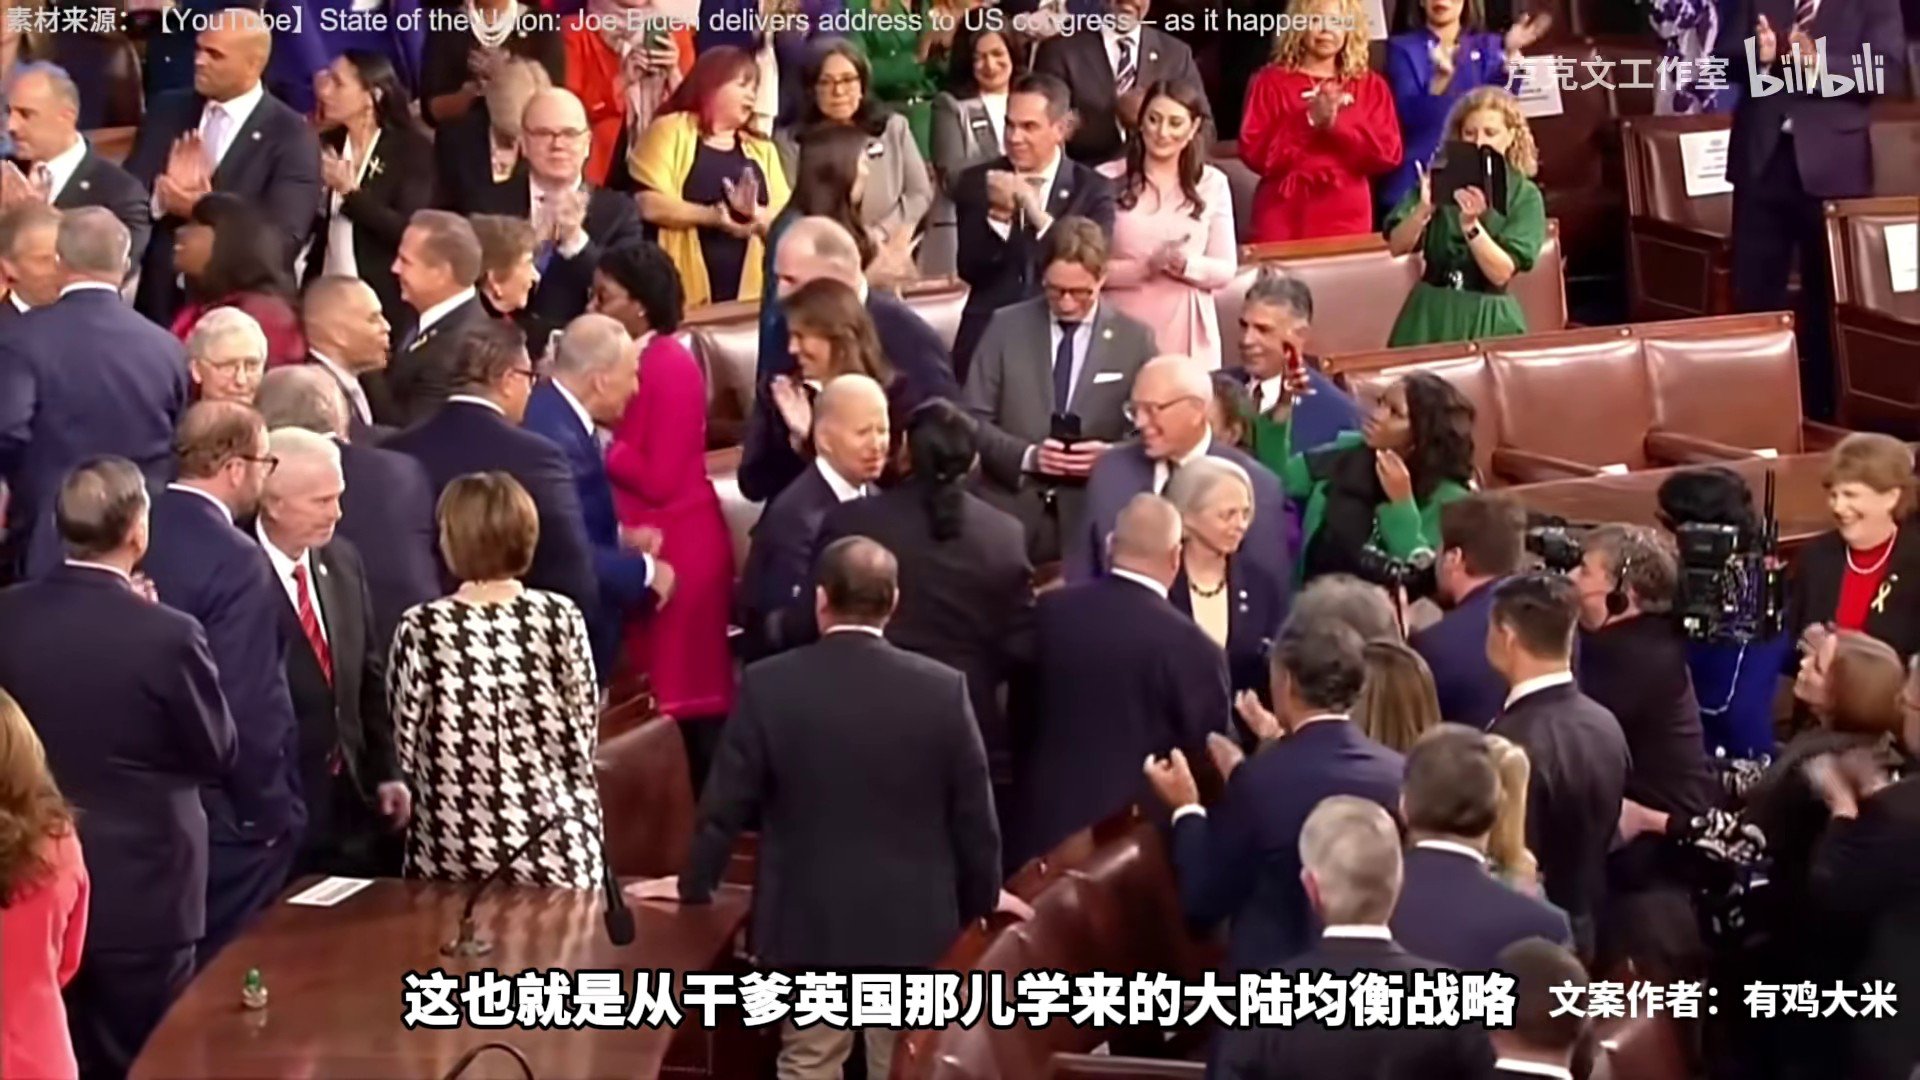 素材来源：【YouTube】State of the Union: Joe Biden delivers address to US congress – as it happened
卢克文工作室 bilibili
这也就是从干爹英国那儿学来的大陆均衡战略
文案作者：有鸡大米